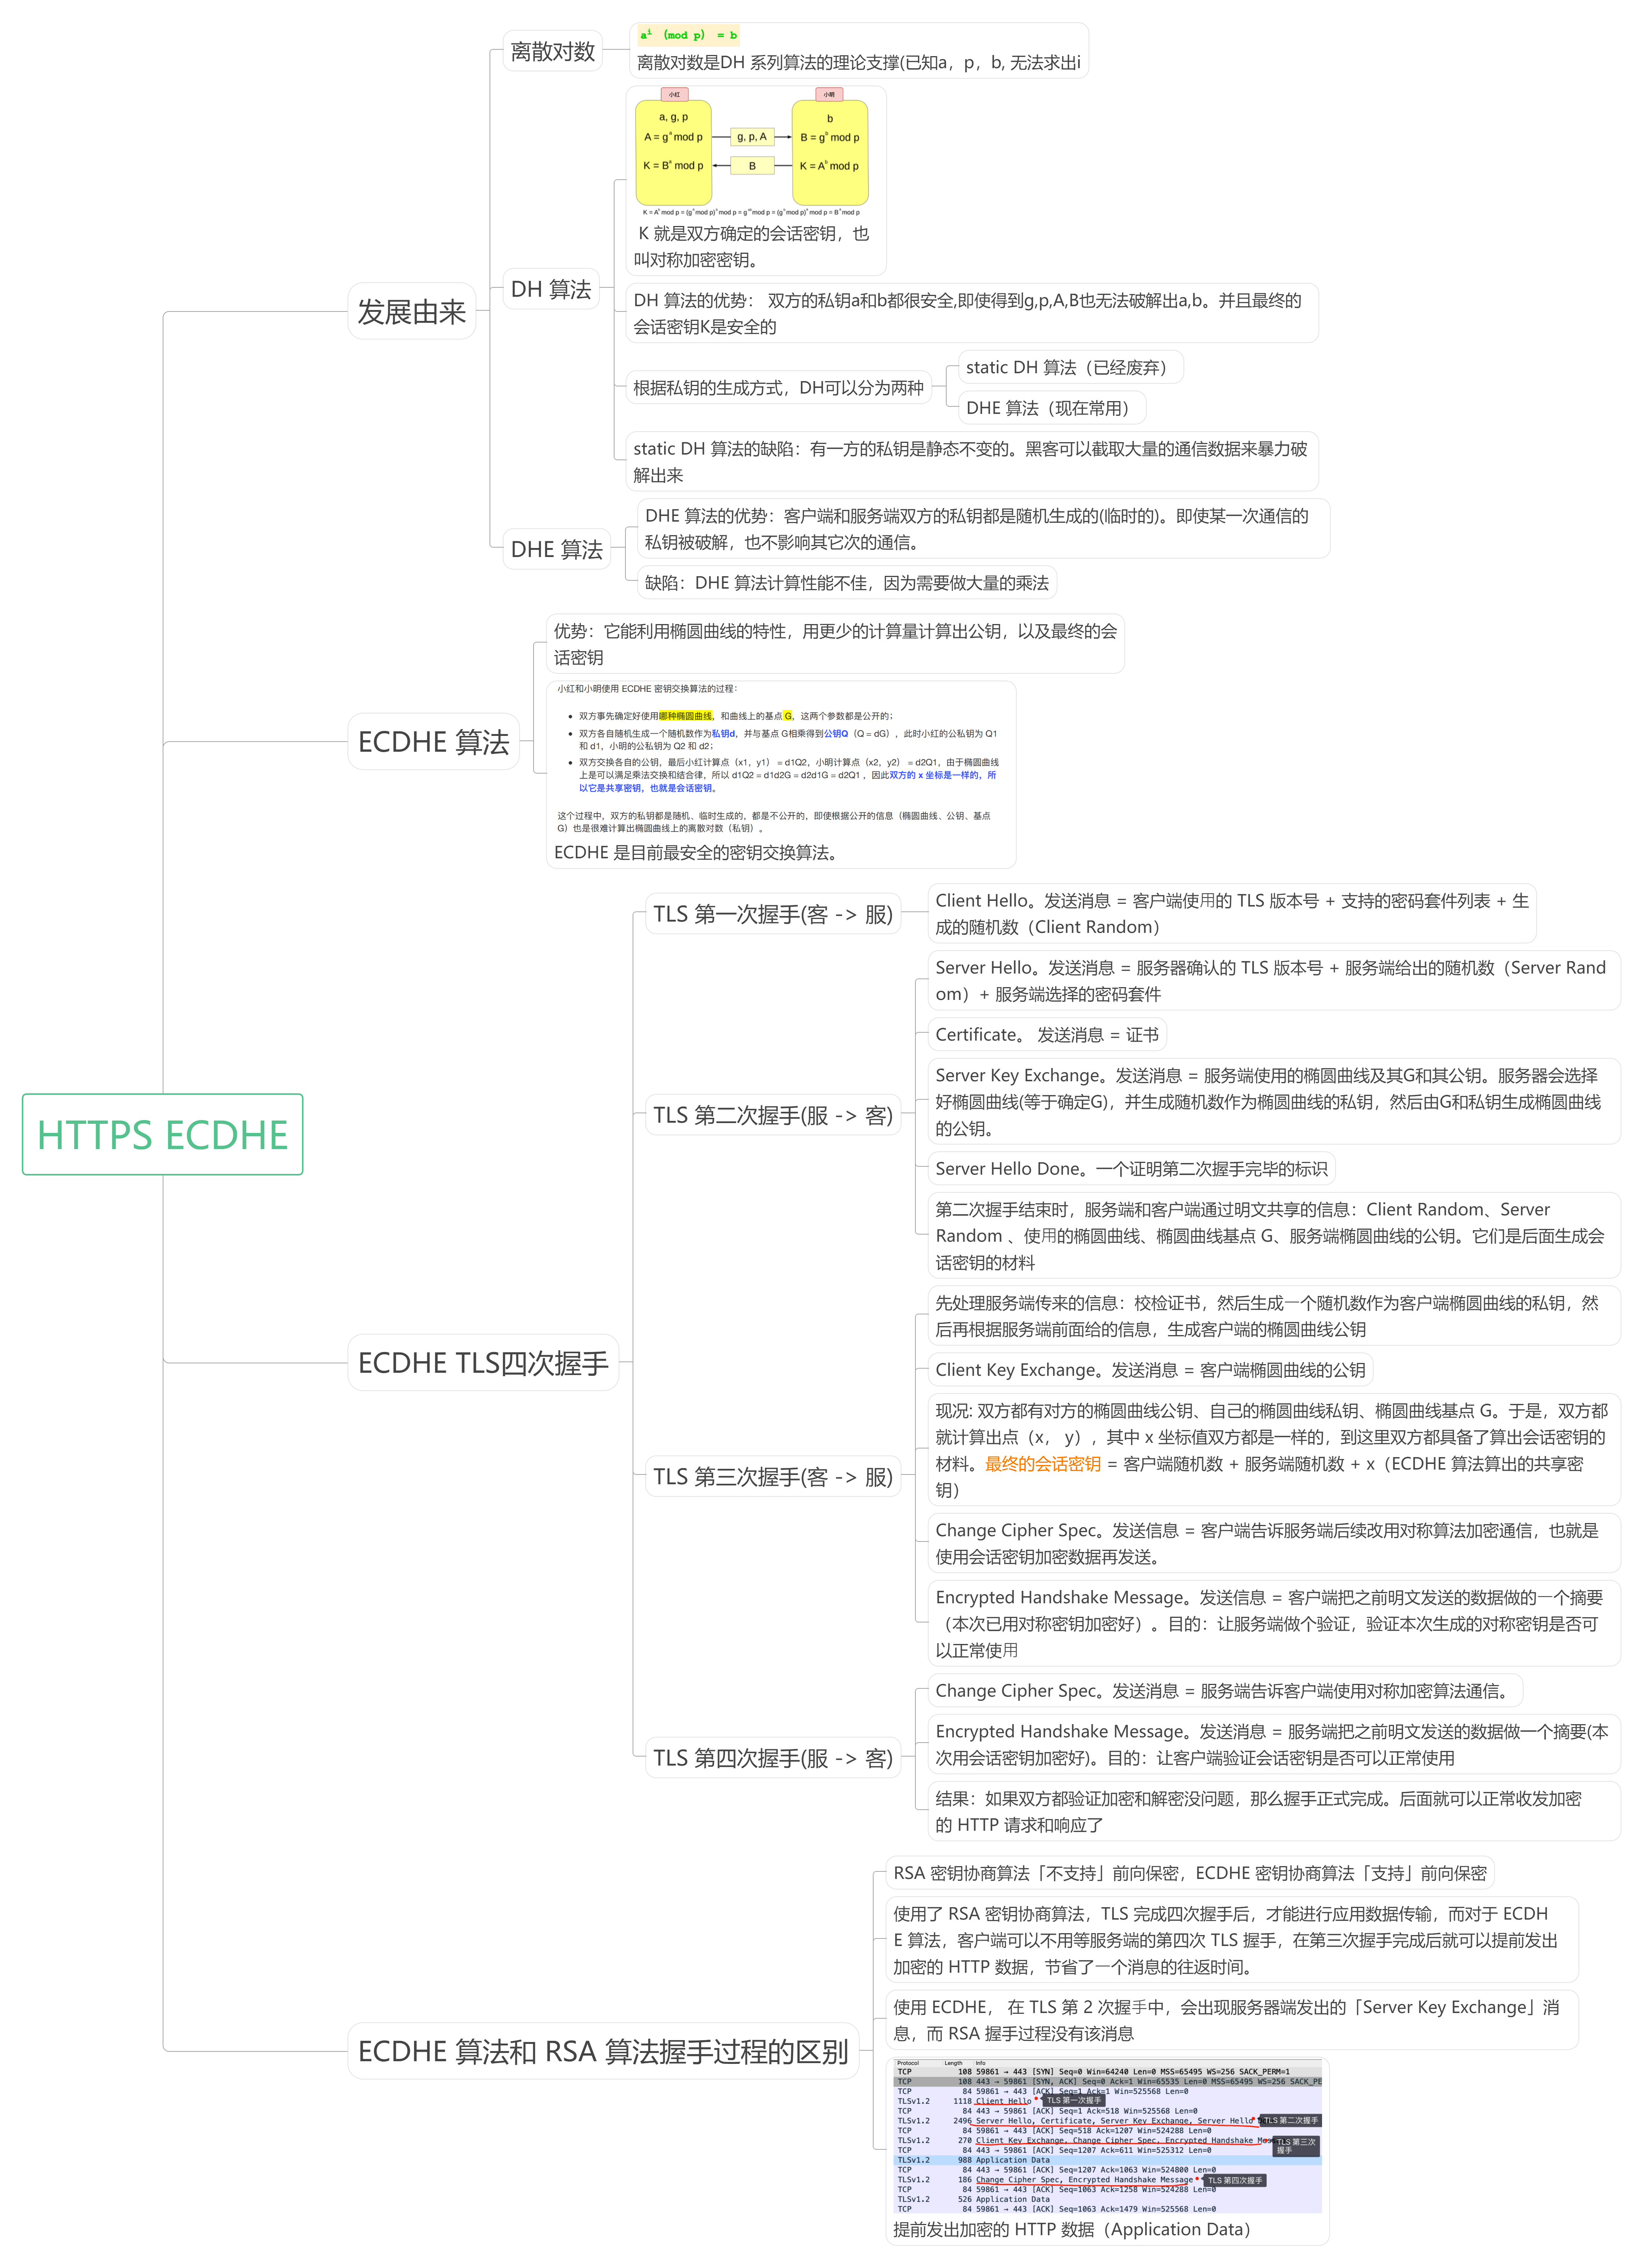 HTTPS ECDHE
发展由来
离散对数
aⁱ （mod p） = b
离散对数是DH 系列算法的理论支撑(已知a，p，b, 无法求出i
DH 算法
小红
小明
a, g, p
b
A = gᵃ mod p
g, p, A
B = gᵇ mod p
K = Bᵃ mod p
B
K = Aᵇ mod p
K = Aᵇ mod p = (gᵃ mod p)ᵇ mod p = gᵃᵇ mod p = (gᵇ mod p)ᵃ mod p = Bᵃ mod p
K 就是双方确定的会话密钥，也
叫对称加密密钥。
DH 算法的优势： 双方的私钥a和b都很安全,即使得到g,p,A,B也无法破解出a,b。并且最终的
会话密钥K是安全的
根据私钥的生成方式，DH可以分为两种
static DH 算法（已经废弃）
DHE 算法（现在常用）
static DH 算法的缺陷：有一方的私钥是静态不变的。黑客可以截取大量的通信数据来暴力破
解出来
DHE 算法
DHE 算法的优势：客户端和服务端双方的私钥都是随机生成的(临时的)。即使某一次通信的
私钥被破解，也不影响其它次的通信。
缺陷：DHE 算法计算性能不佳，因为需要做大量的乘法
ECDHE 算法
优势：它能利用椭圆曲线的特性，用更少的计算量计算出公钥，以及最终的会
话密钥
小红和小明使用 ECDHE 密钥交换算法的过程：
• 双方事先确定好使用哪种椭圆曲线，和曲线上的基点 G，这两个参数都是公开的；
• 双方各自随机生成一个随机数作为私钥d，并与基点 G相乘得到公钥Q（Q = dG），此时小红的公私钥为 Q1
和 d1，小明的公私钥为 Q2 和 d2；
• 双方交换各自的公钥，最后小红计算点（x1，y1） = d1Q2，小明计算点（x2，y2） = d2Q1，由于椭圆曲线
上是可以满足乘法交换和结合律，所以 d1Q2 = d1d2G = d2d1G = d2Q1 ，因此双方的 x 坐标是一样的，所
以它是共享密钥，也就是会话密钥。
这个过程中，双方的私钥都是随机、临时生成的，都是不公开的，即使根据公开的信息（椭圆曲线、公钥、基点
G）也是很难计算出椭圆曲线上的离散对数（私钥）。
ECDHE 是目前最安全的密钥交换算法。
ECDHE TLS四次握手
TLS 第一次握手(客 -> 服)
Client Hello。发送消息 = 客户端使用的 TLS 版本号 + 支持的密码套件列表 + 生
成的随机数（Client Random）
TLS 第二次握手(服 -> 客)
Server Hello。发送消息 = 服务器确认的 TLS 版本号 + 服务端给出的随机数（Server Rand
om）+ 服务端选择的密码套件
Certificate。 发送消息 = 证书
Server Key Exchange。发送消息 = 服务端使用的椭圆曲线及其G和其公钥。服务器会选择
好椭圆曲线(等于确定G)，并生成随机数作为椭圆曲线的私钥，然后由G和私钥生成椭圆曲线
的公钥。
Server Hello Done。一个证明第二次握手完毕的标识
第二次握手结束时，服务端和客户端通过明文共享的信息：Client Random、Server
Random 、使用的椭圆曲线、椭圆曲线基点 G、服务端椭圆曲线的公钥。它们是后面生成会
话密钥的材料
TLS 第三次握手(客 -> 服)
先处理服务端传来的信息：校检证书，然后生成一个随机数作为客户端椭圆曲线的私钥，然
后再根据服务端前面给的信息，生成客户端的椭圆曲线公钥
Client Key Exchange。发送消息 = 客户端椭圆曲线的公钥
现况: 双方都有对方的椭圆曲线公钥、自己的椭圆曲线私钥、椭圆曲线基点 G。于是，双方都
就计算出点（x， y），其中 x 坐标值双方都是一样的，到这里双方都具备了算出会话密钥的
材料。最终的会话密钥 = 客户端随机数 + 服务端随机数 + x（ECDHE 算法算出的共享密
钥）
Change Cipher Spec。发送信息 = 客户端告诉服务端后续改用对称算法加密通信，也就是
使用会话密钥加密数据再发送。
Encrypted Handshake Message。发送信息 = 客户端把之前明文发送的数据做的一个摘要
（本次已用对称密钥加密好）。目的：让服务端做个验证，验证本次生成的对称密钥是否可
以正常使用
TLS 第四次握手(服 -> 客)
Change Cipher Spec。发送消息 = 服务端告诉客户端使用对称加密算法通信。
Encrypted Handshake Message。发送消息 = 服务端把之前明文发送的数据做一个摘要(本
次用会话密钥加密好)。目的：让客户端验证会话密钥是否可以正常使用
结果：如果双方都验证加密和解密没问题，那么握手正式完成。后面就可以正常收发加密
的 HTTP 请求和响应了
ECDHE 算法和 RSA 算法握手过程的区别
RSA 密钥协商算法「不支持」前向保密，ECDHE 密钥协商算法「支持」前向保密
使用了 RSA 密钥协商算法，TLS 完成四次握手后，才能进行应用数据传输，而对于 ECDH
E 算法，客户端可以不用等服务端的第四次 TLS 握手，在第三次握手完成后就可以提前发出
加密的 HTTP 数据，节省了一个消息的往返时间。
使用 ECDHE， 在 TLS 第 2 次握手中，会出现服务器端发出的「Server Key Exchange」消
息，而 RSA 握手过程没有该消息
Protocol Length Info
TCP 108 59861 → 443 [SYN] Seq=0 Win=64240 Len=0 MSS=65495 WS=256 SACK_PERM=1
TCP 108 443 → 59861 [SYN, ACK] Seq=0 Ack=1 Win=65535 Len=0 MSS=65495 WS=256 SACK_PE
TCP 84 59861 → 443 [ACK] Seq=1 Ack=1 Win=525568 Len=0
TLSv1.2 1118 Client Hello TLS 第一次握手
TCP 84 443 → 59861 [ACK] Seq=1 Ack=518 Win=525568 Len=0
TLSv1.2 2496 Server Hello, Certificate, Server Key Exchange, Server Hello TLS 第二次握手
TCP 84 59861 → 443 [ACK] Seq=518 Ack=1207 Win=524288 Len=0
TLSv1.2 270 Client Key Exchange, Change Cipher Spec, Encrypted Handshake TLS 第三次
握手
TCP 84 443 → 59861 [ACK] Seq=1207 Ack=611 Win=525312 Len=0
TLSv1.2 988 Application Data
TCP 84 443 → 59861 [ACK] Seq=1207 Ack=1063 Win=524800 Len=0
TLSv1.2 186 Change Cipher Spec, Encrypted Handshake Message TLS 第四次握手
TCP 84 59861 → 443 [ACK] Seq=1063 Ack=1258 Win=524288 Len=0
TLSv1.2 526 Application Data
TCP 84 59861 → 443 [ACK] Seq=1063 Ack=1479 Win=525568 Len=0
提前发出加密的 HTTP 数据（Application Data）